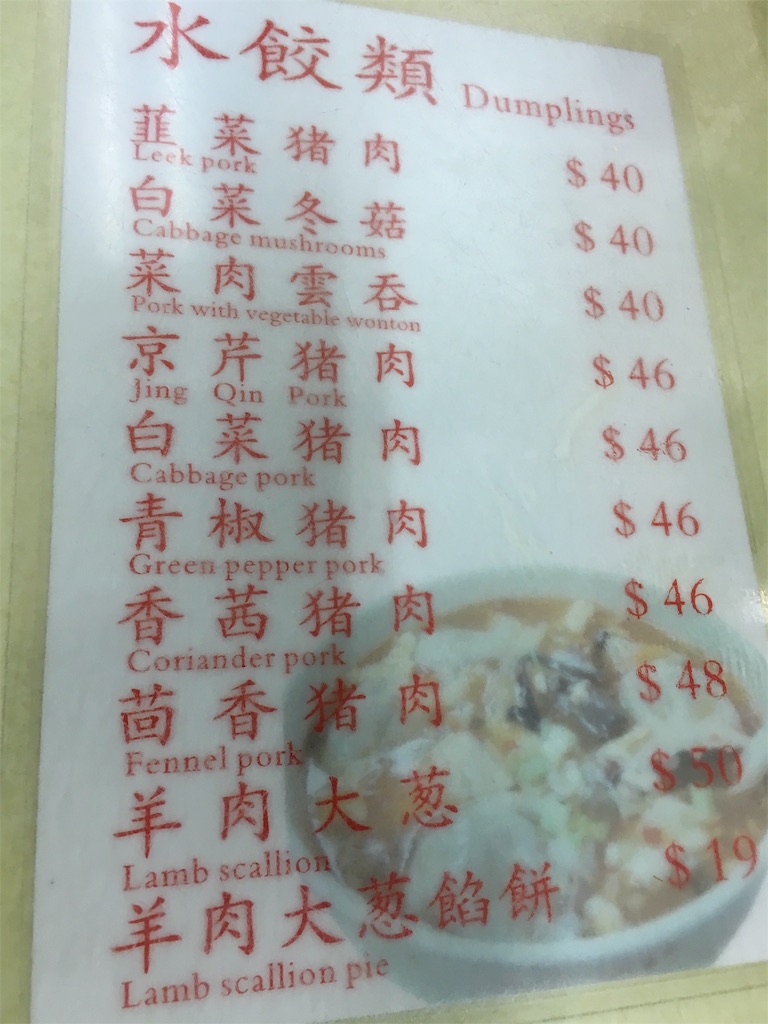 水餃類 Dumplings
韮菜猪肉 $ 40
Leek pork
白菜冬菇 $ 40
Cabbage mushrooms
菜肉雲吞 $ 40
Pork with vegetable wonton
京芹猪肉 $ 46
Jing Qin Pork
白菜猪肉 $ 46
Cabbage pork
青椒猪肉 $ 46
Green pepper pork
香茜猪肉 $ 46
Coriander pork
茴香猪肉 $ 48
Fennel pork
羊肉大葱 $ 50
Lamb scallion
羊肉大葱餡餅 $ 19
Lamb scallion pie